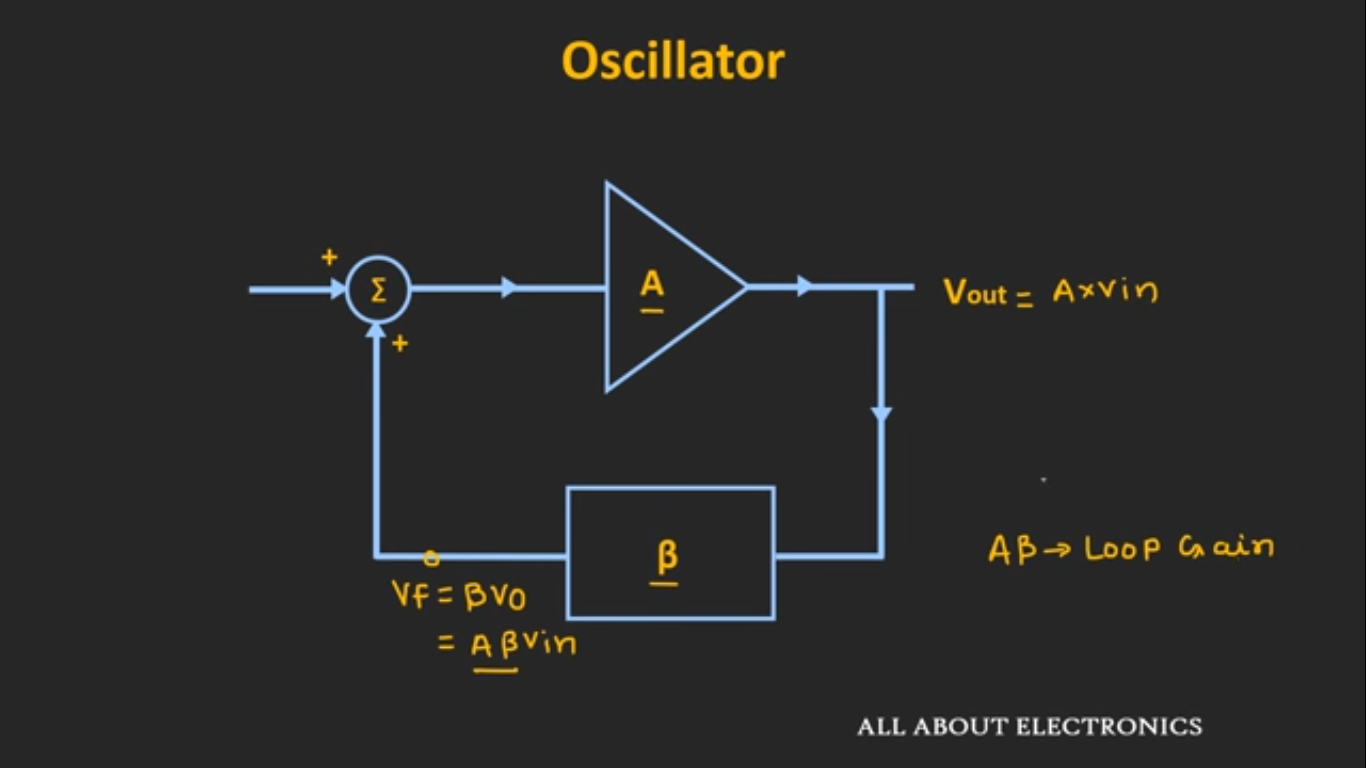 Oscillator
+
Σ
A
Vout = A×Vin
+
β
Aβ → Loop Gain
Vf = βVo
= AβVin
ALL ABOUT ELECTRONICS